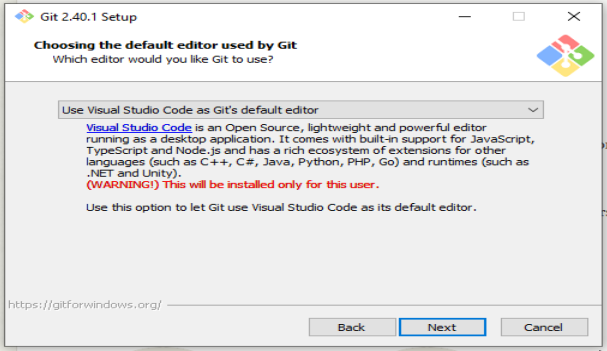 Git 2.40.1 Setup
Choosing the default editor used by Git
Which editor would you like Git to use?
Use Visual Studio Code as Git's default editor
Visual Studio Code is an Open Source, lightweight and powerful editor
running as a desktop application. It comes with built-in support for JavaScript,
TypeScript and Node.js and has a rich ecosystem of extensions for other
languages (such as C++, C#, Java, Python, PHP, Go) and runtimes (such as
.NET and Unity).
(WARNING!) This will be installed only for this user.
Use this option to let Git use Visual Studio Code as its default editor.
https://gitforwindows.org/
Back Next Cancel